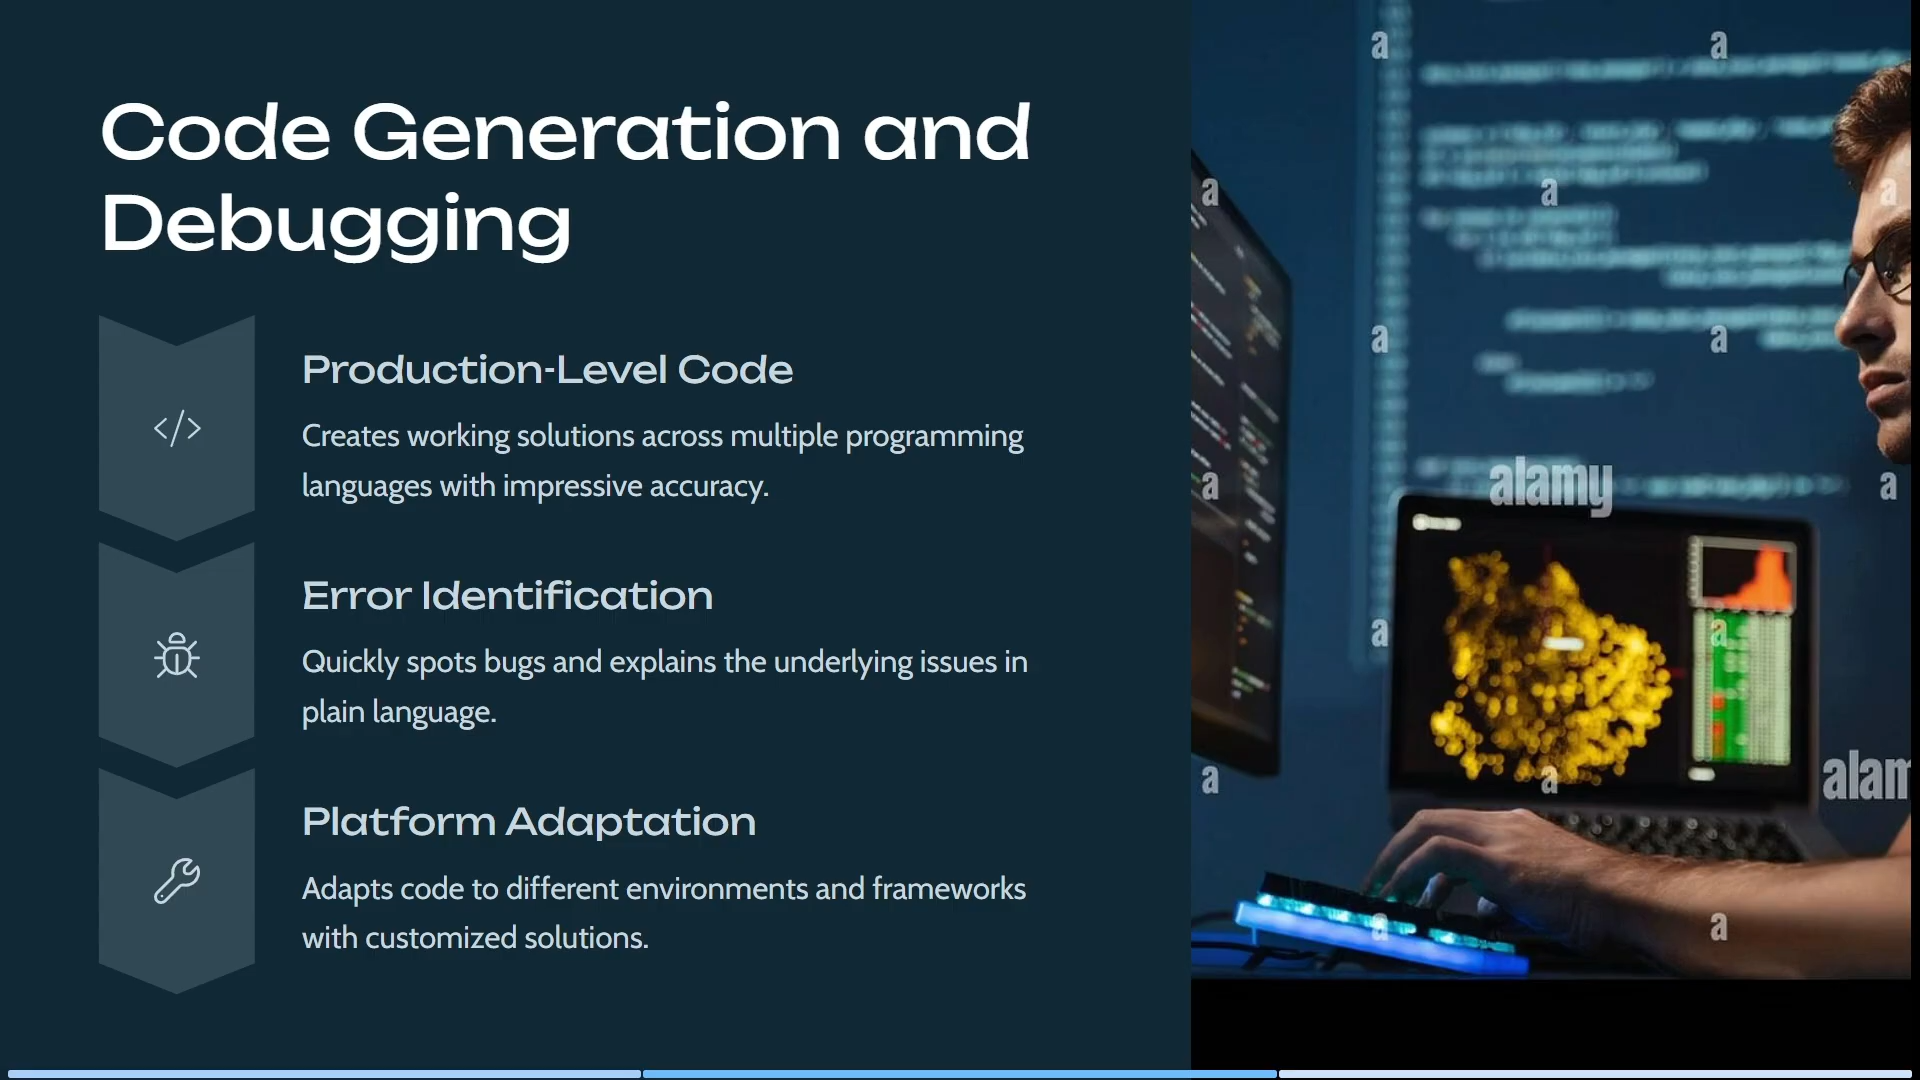 Code Generation and
Debugging
Production-Level Code
Creates working solutions across multiple programming
languages with impressive accuracy.
Error Identification
Quickly spots bugs and explains the underlying issues in
plain language.
Platform Adaptation
Adapts code to different environments and frameworks
with customized solutions.
a a
a a a
a a
a alamy a
a a
a a alam
a a